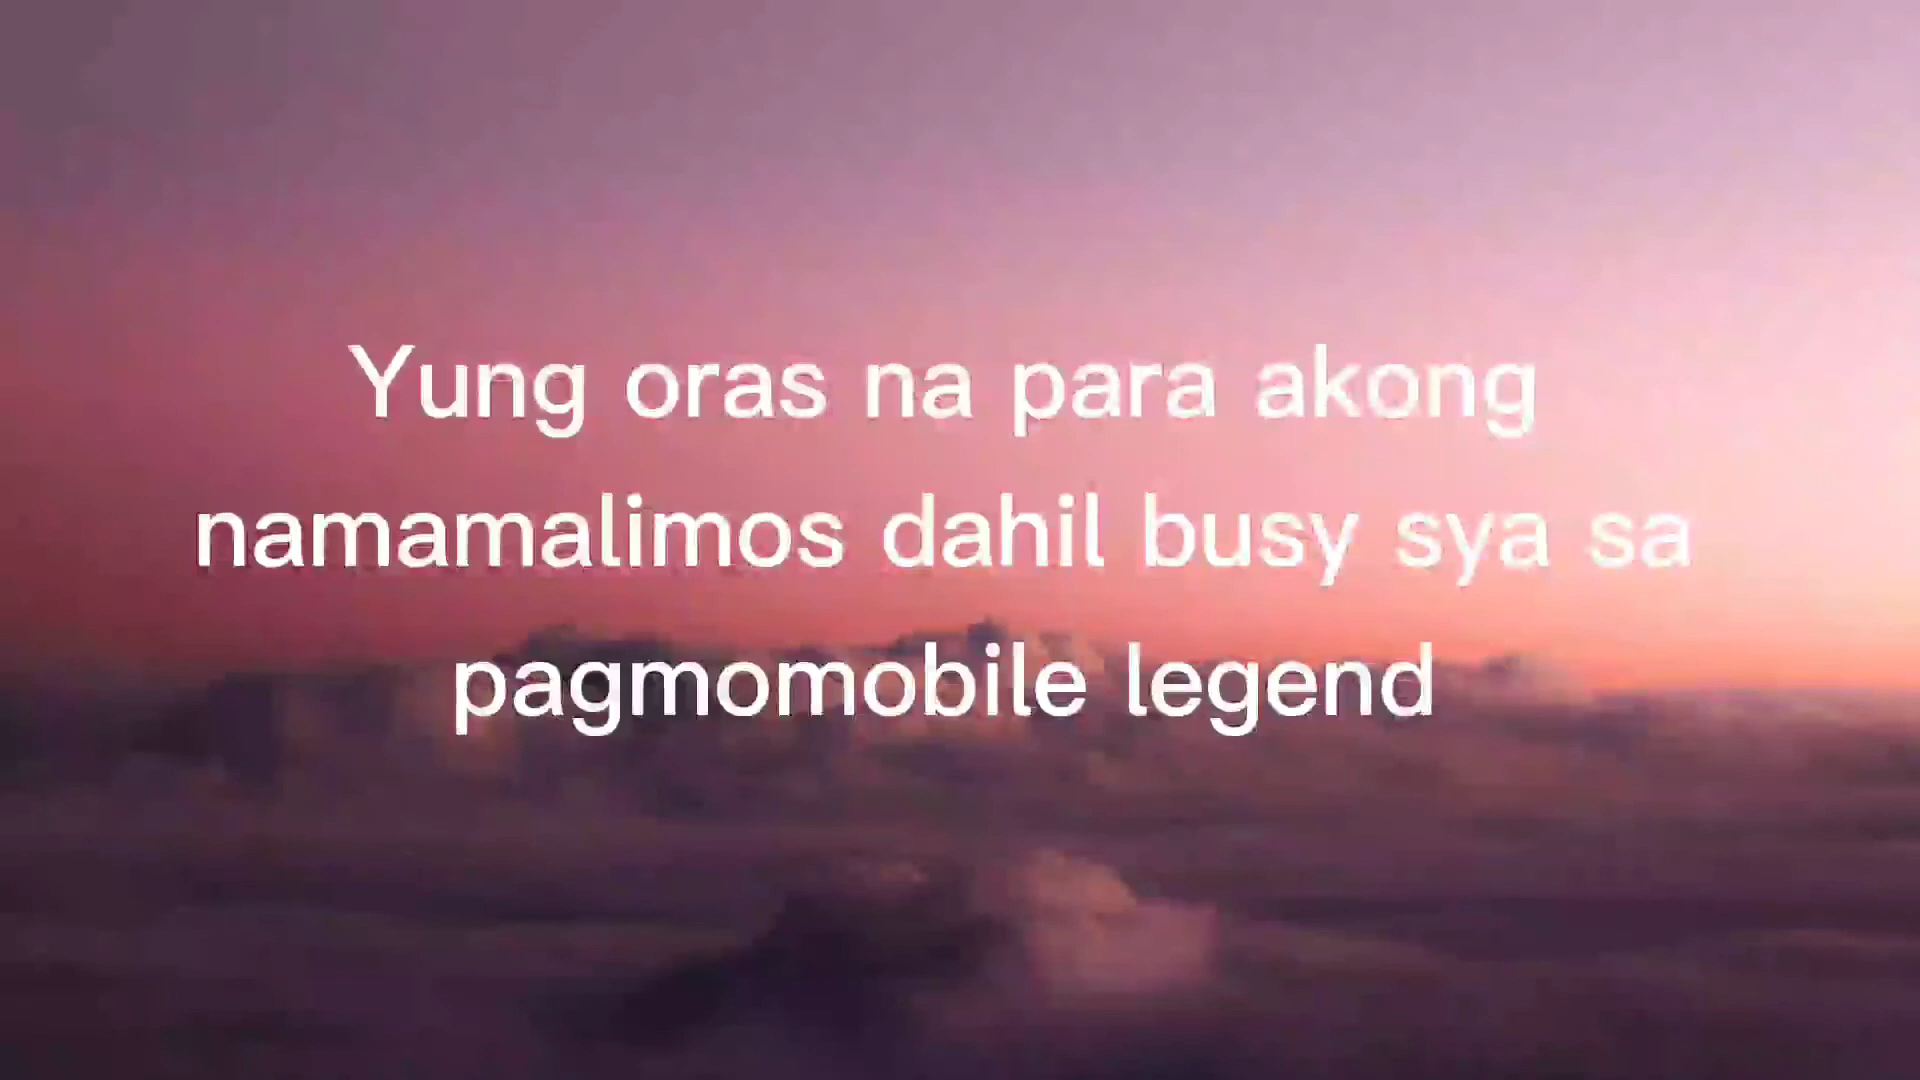 Yung oras na para akong
namamalimos dahil busy sya sa
pagmomobile legend